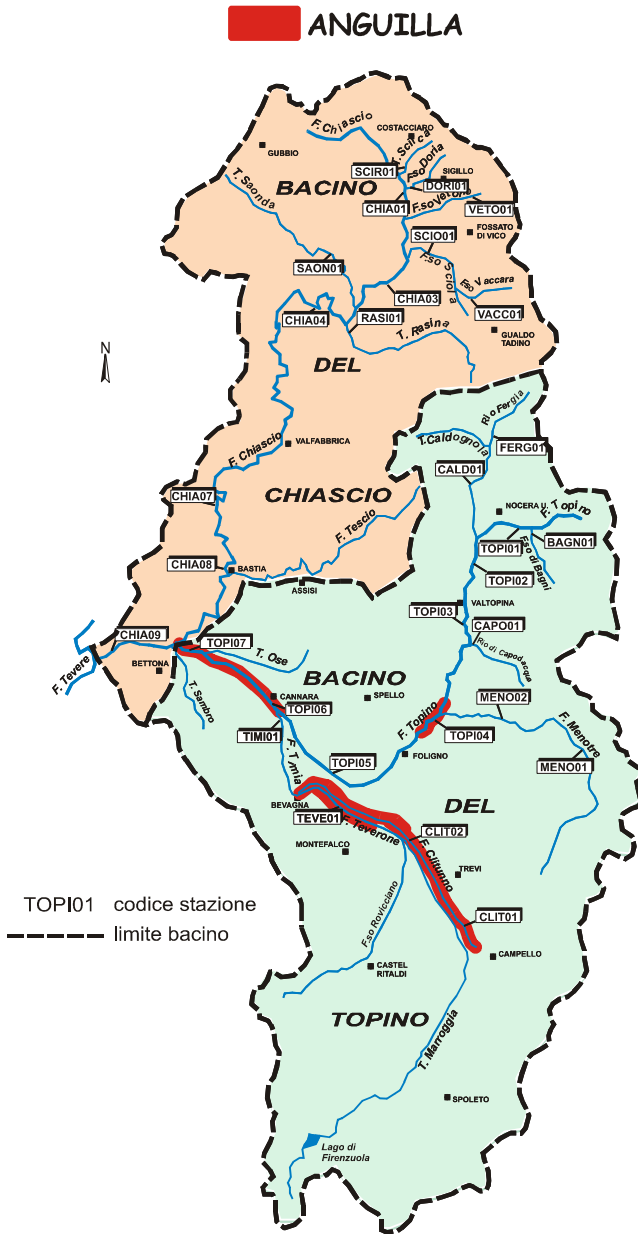 ANGUILLA
F. Chiascio
COSTACCIARO
GUBBIO
T. Scirca
SCIR01
F.so Doria
SIGILLO
T. Saonda
BACINO
DORI01
CHIA01
F.so Vetorno
VETO01
SCIO01
FOSSATO
DI VICO
SAON01
F.so Sciola
F.so Vaccara
CHIA03
CHIA04
RASI01
VACC01
T. Rasina
GUALDO
TADINO
N
DEL
Rio Fergia
T. Caldognola
F. Chiascio
VALFABBRICA
FERG01
CALD01
CHIA07
CHIASCIO
NOCERA U.
F. Topino
F. Tescio
TOPI01
BAGN01
F.so di Bagni
CHIA08
BASTIA
TOPI02
ASSISI
TOPI03
VALTOPINA
CAPO01
CHIA09
TOPI07
Rio di Capodacqua
F. Tevere
BETTONA
T. Ose
BACINO
T. Sambro
CANNARA
SPELLO
MENO02
TOPI06
F. Topino
F. Menotre
TIMI01
TOPI04
F. Timia
TOPI05
FOLIGNO
MENO01
BEVAGNA
DEL
TEVE01
F. Teverone
CLIT02
MONTEFALCO
F. Clitunno
TREVI
TOPI01 codice stazione
CLIT01
limite bacino
F.so Rovicciano
CAMPELLO
CASTEL
RITALDI
TOPINO
T. Marroggia
SPOLETO
Lago di
Firenzuola